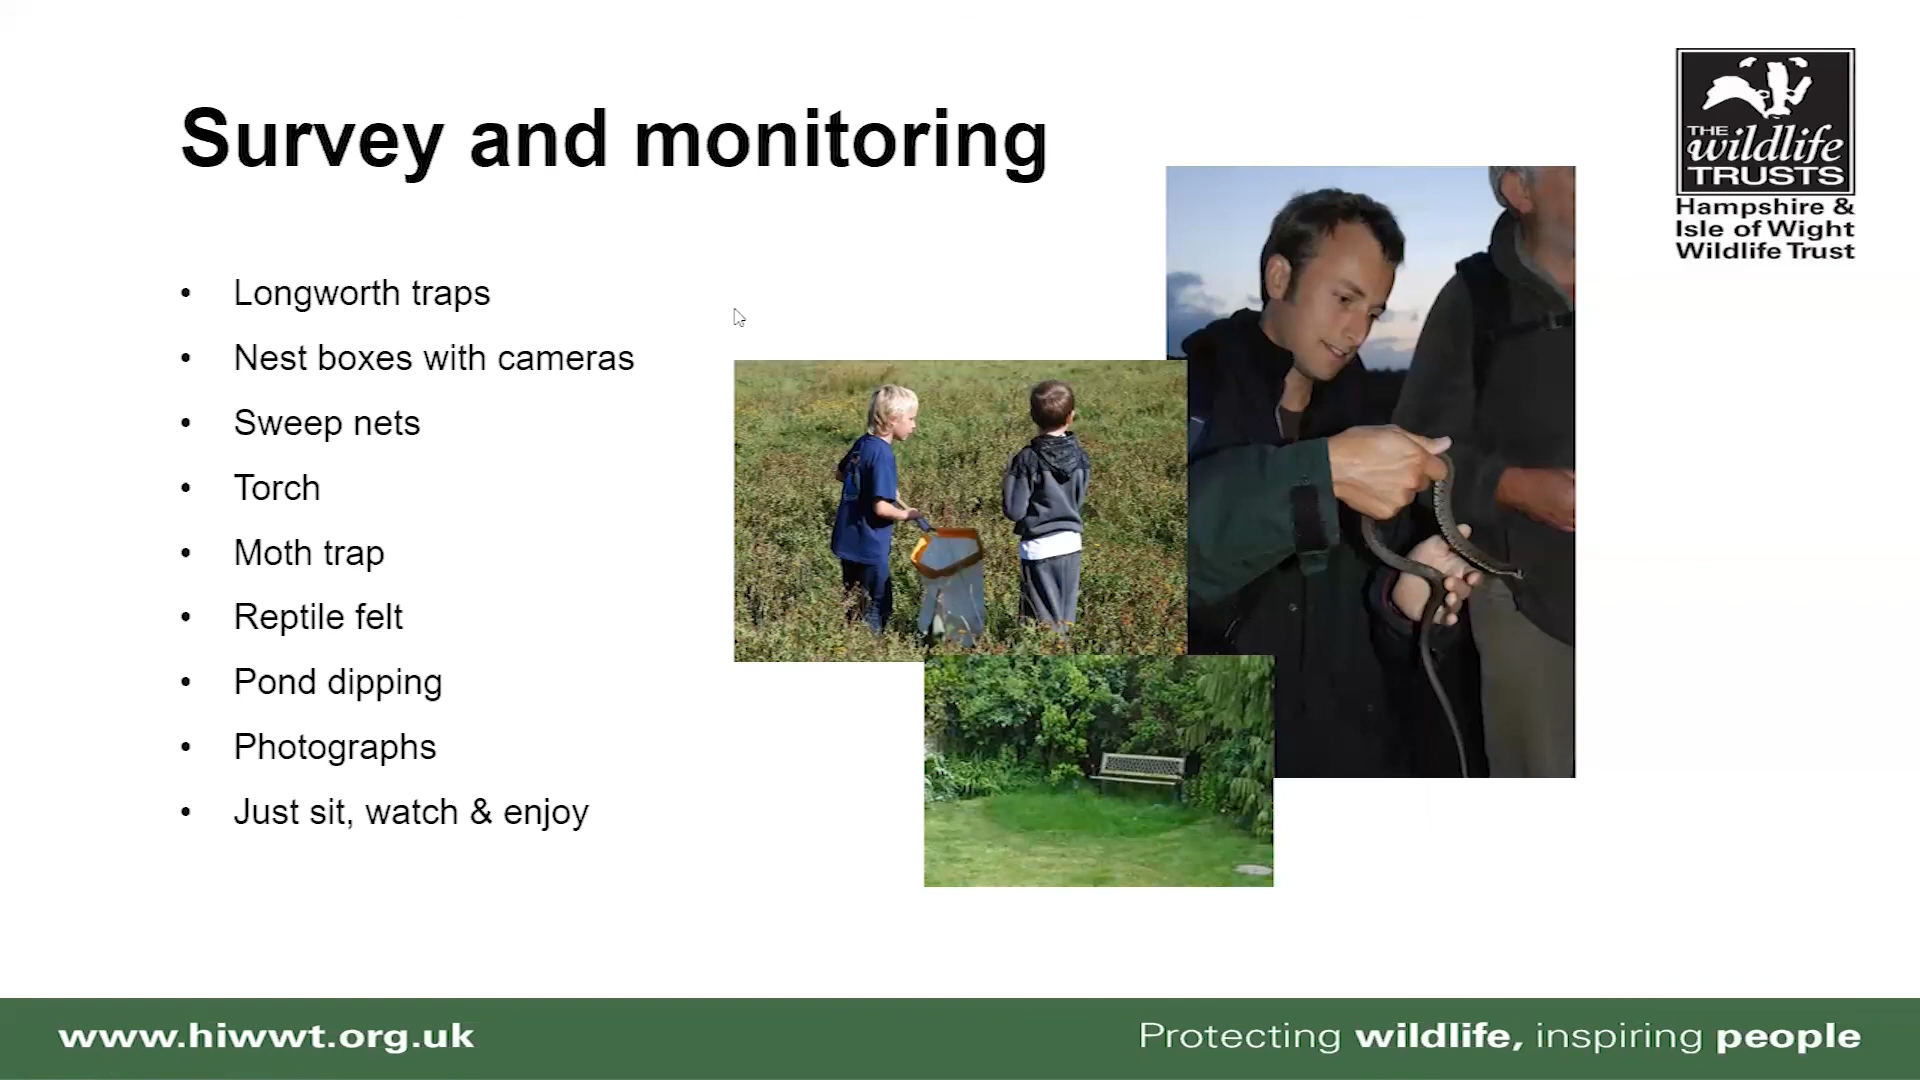 Survey and monitoring
THE
wildlife
TRUSTS
Hampshire &
Isle of Wight
Wildlife Trust
• Longworth traps
• Nest boxes with cameras
• Sweep nets
• Torch
• Moth trap
• Reptile felt
• Pond dipping
• Photographs
• Just sit, watch & enjoy
www.hiwwt.org.uk
Protecting wildlife, inspiring people